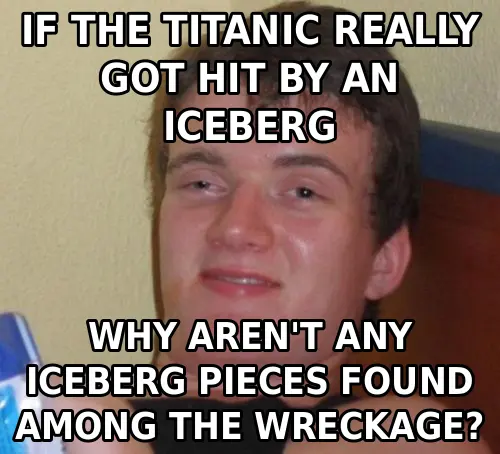 IF THE TITANIC REALLY
GOT HIT BY AN
ICEBERG
WHY AREN'T ANY
ICEBERG PIECES FOUND
AMONG THE WRECKAGE?